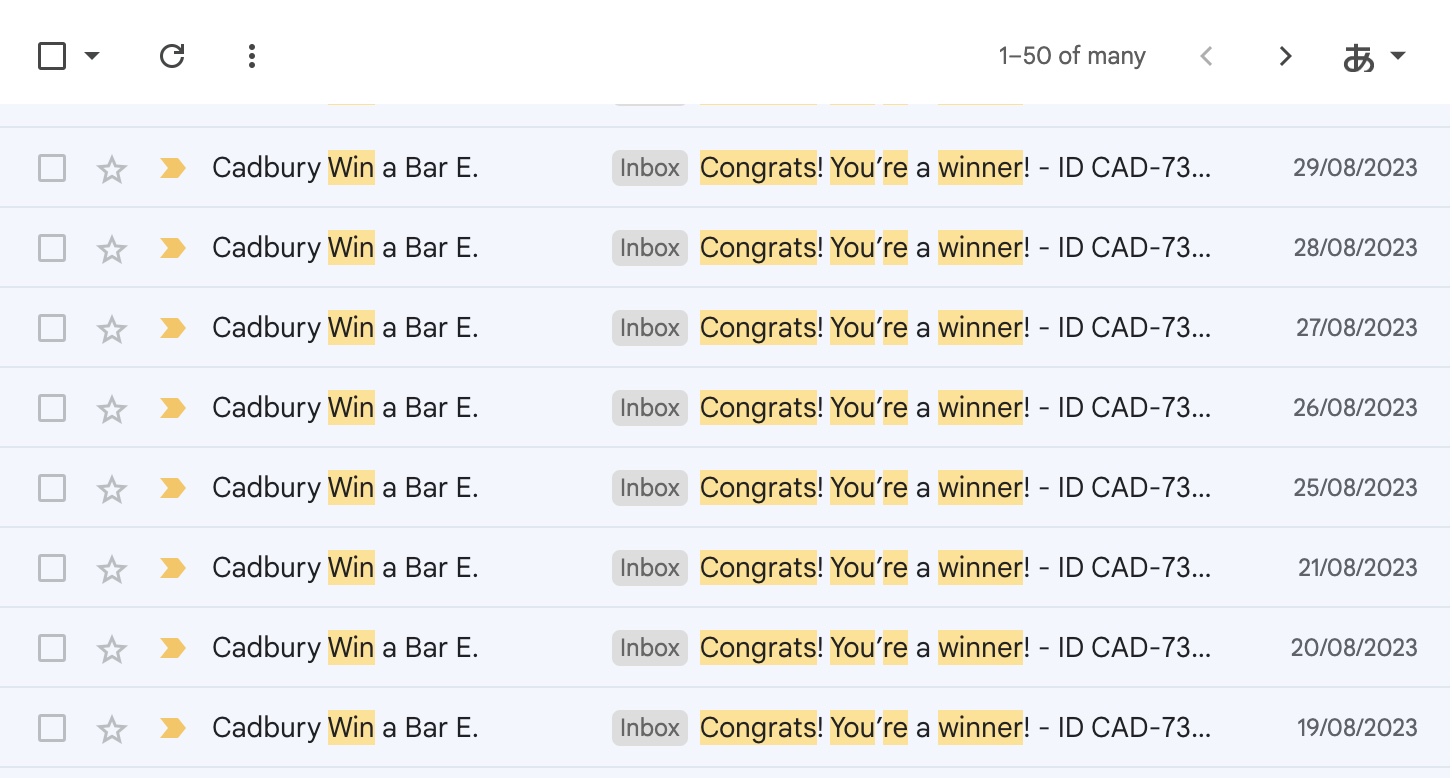 1–50 of many あ
Cadbury Win a Bar E. Inbox Congrats! You’re a winner! - ID CAD-73... 29/08/2023
Cadbury Win a Bar E. Inbox Congrats! You’re a winner! - ID CAD-73... 28/08/2023
Cadbury Win a Bar E. Inbox Congrats! You’re a winner! - ID CAD-73... 27/08/2023
Cadbury Win a Bar E. Inbox Congrats! You’re a winner! - ID CAD-73... 26/08/2023
Cadbury Win a Bar E. Inbox Congrats! You’re a winner! - ID CAD-73... 25/08/2023
Cadbury Win a Bar E. Inbox Congrats! You’re a winner! - ID CAD-73... 21/08/2023
Cadbury Win a Bar E. Inbox Congrats! You’re a winner! - ID CAD-73... 20/08/2023
Cadbury Win a Bar E. Inbox Congrats! You’re a winner! - ID CAD-73... 19/08/2023